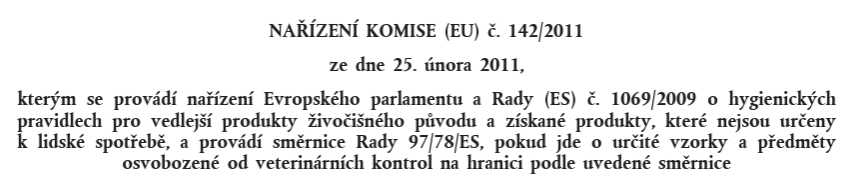 NAŘÍZENÍ KOMISE (EU) č. 142/2011
ze dne 25. února 2011,
kterým se provádí nařízení Evropského parlamentu a Rady (ES) č. 1069/2009 o hygienických
pravidlech pro vedlejší produkty živočišného původu a získané produkty, které nejsou určeny
k lidské spotřebě, a provádí směrnice Rady 97/78/ES, pokud jde o určité vzorky a předměty
osvobozené od veterinárních kontrol na hranici podle uvedené směrnice